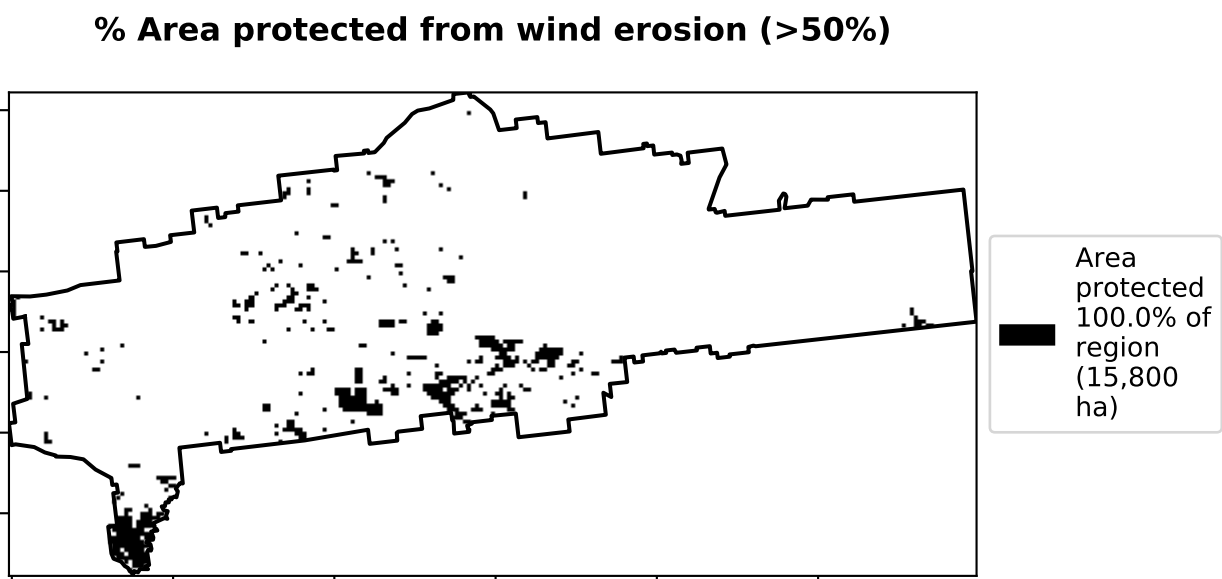 % Area protected from wind erosion (>50%)
Area
protected
100.0% of
region
(15,800
ha)